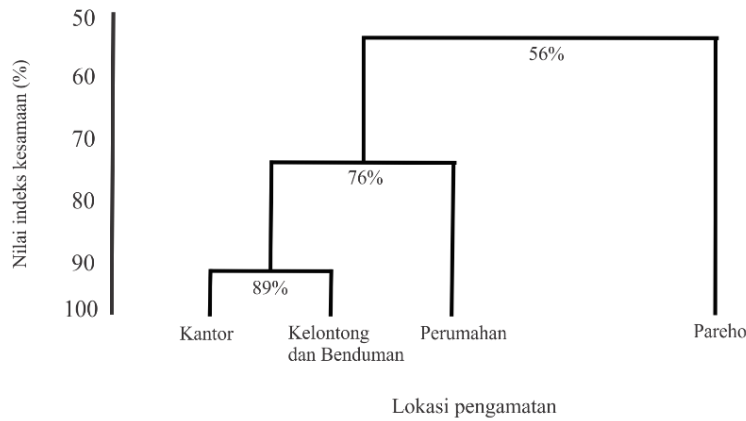 50
56%
60
70
76%
80
90
89%
100
Nilai indeks kesamaan (%)
Kantor
Kelontong
dan Benduman
Perumahan
Pareho
Lokasi pengamatan